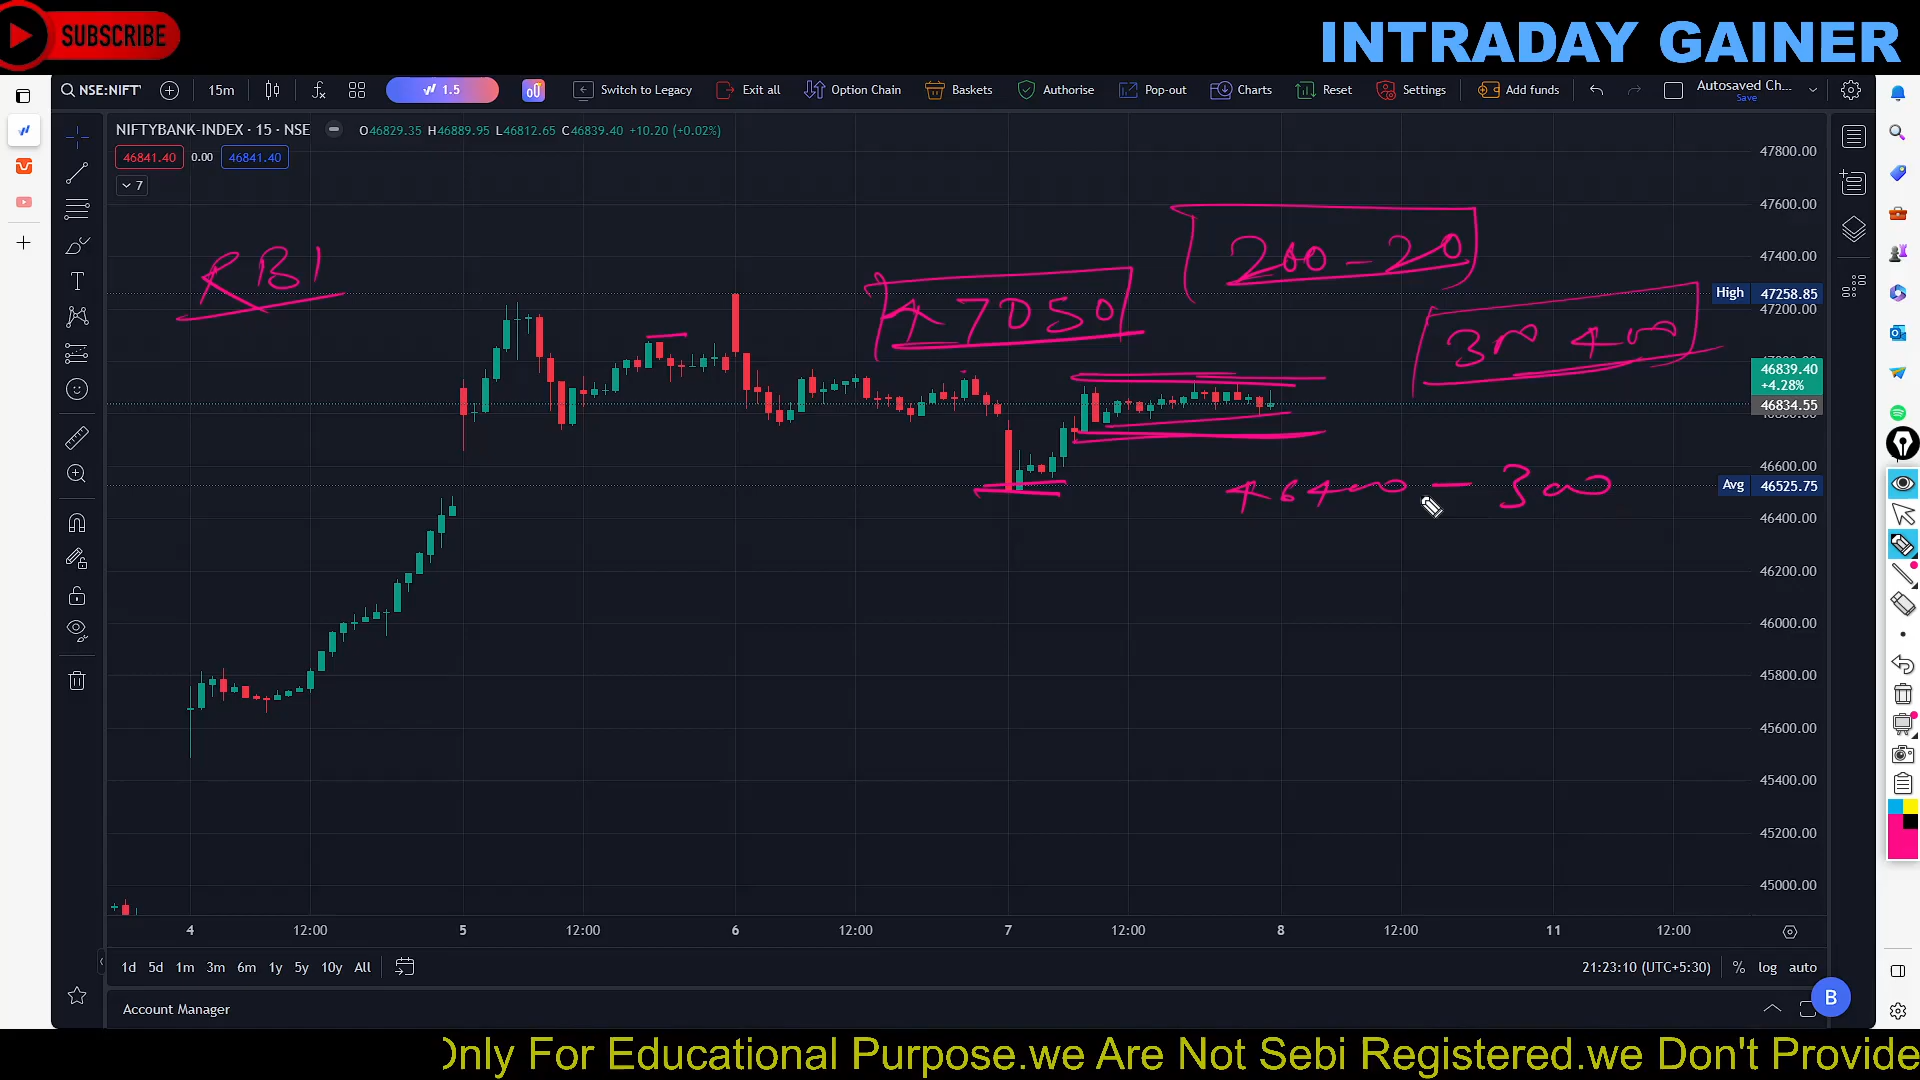 SUBSCRIBE
INTRADAY GAINER
NSE:NIFTY
15m
1.5
Switch to Legacy
Exit all
Option Chain
Baskets
Authorise
Pop-out
Charts
Reset
Settings
Add funds
Autosaved Ch...
Save
NIFTYBANK-INDEX · 15 · NSE
O46829.35 H46889.95 L46812.65 C46839.40 +10.20 (+0.02%)
46841.40 0.00 46841.40
7
RBI
47050
200-20
46400 - 300
47800.00
47600.00
47400.00
High 47258.85
47200.00
46839.40
+4.28%
46834.55
46600.00
Avg 46525.75
46400.00
46200.00
46000.00
45800.00
45600.00
45400.00
45200.00
45000.00
4 12:00 5 12:00 6 12:00 7 12:00 8 12:00 11 12:00
1d 5d 1m 3m 6m 1y 5y 10y All
21:23:10 (UTC+5:30) % log auto
Account Manager
B
Only For Educational Purpose.we Are Not Sebi Registered.we Don't Provide